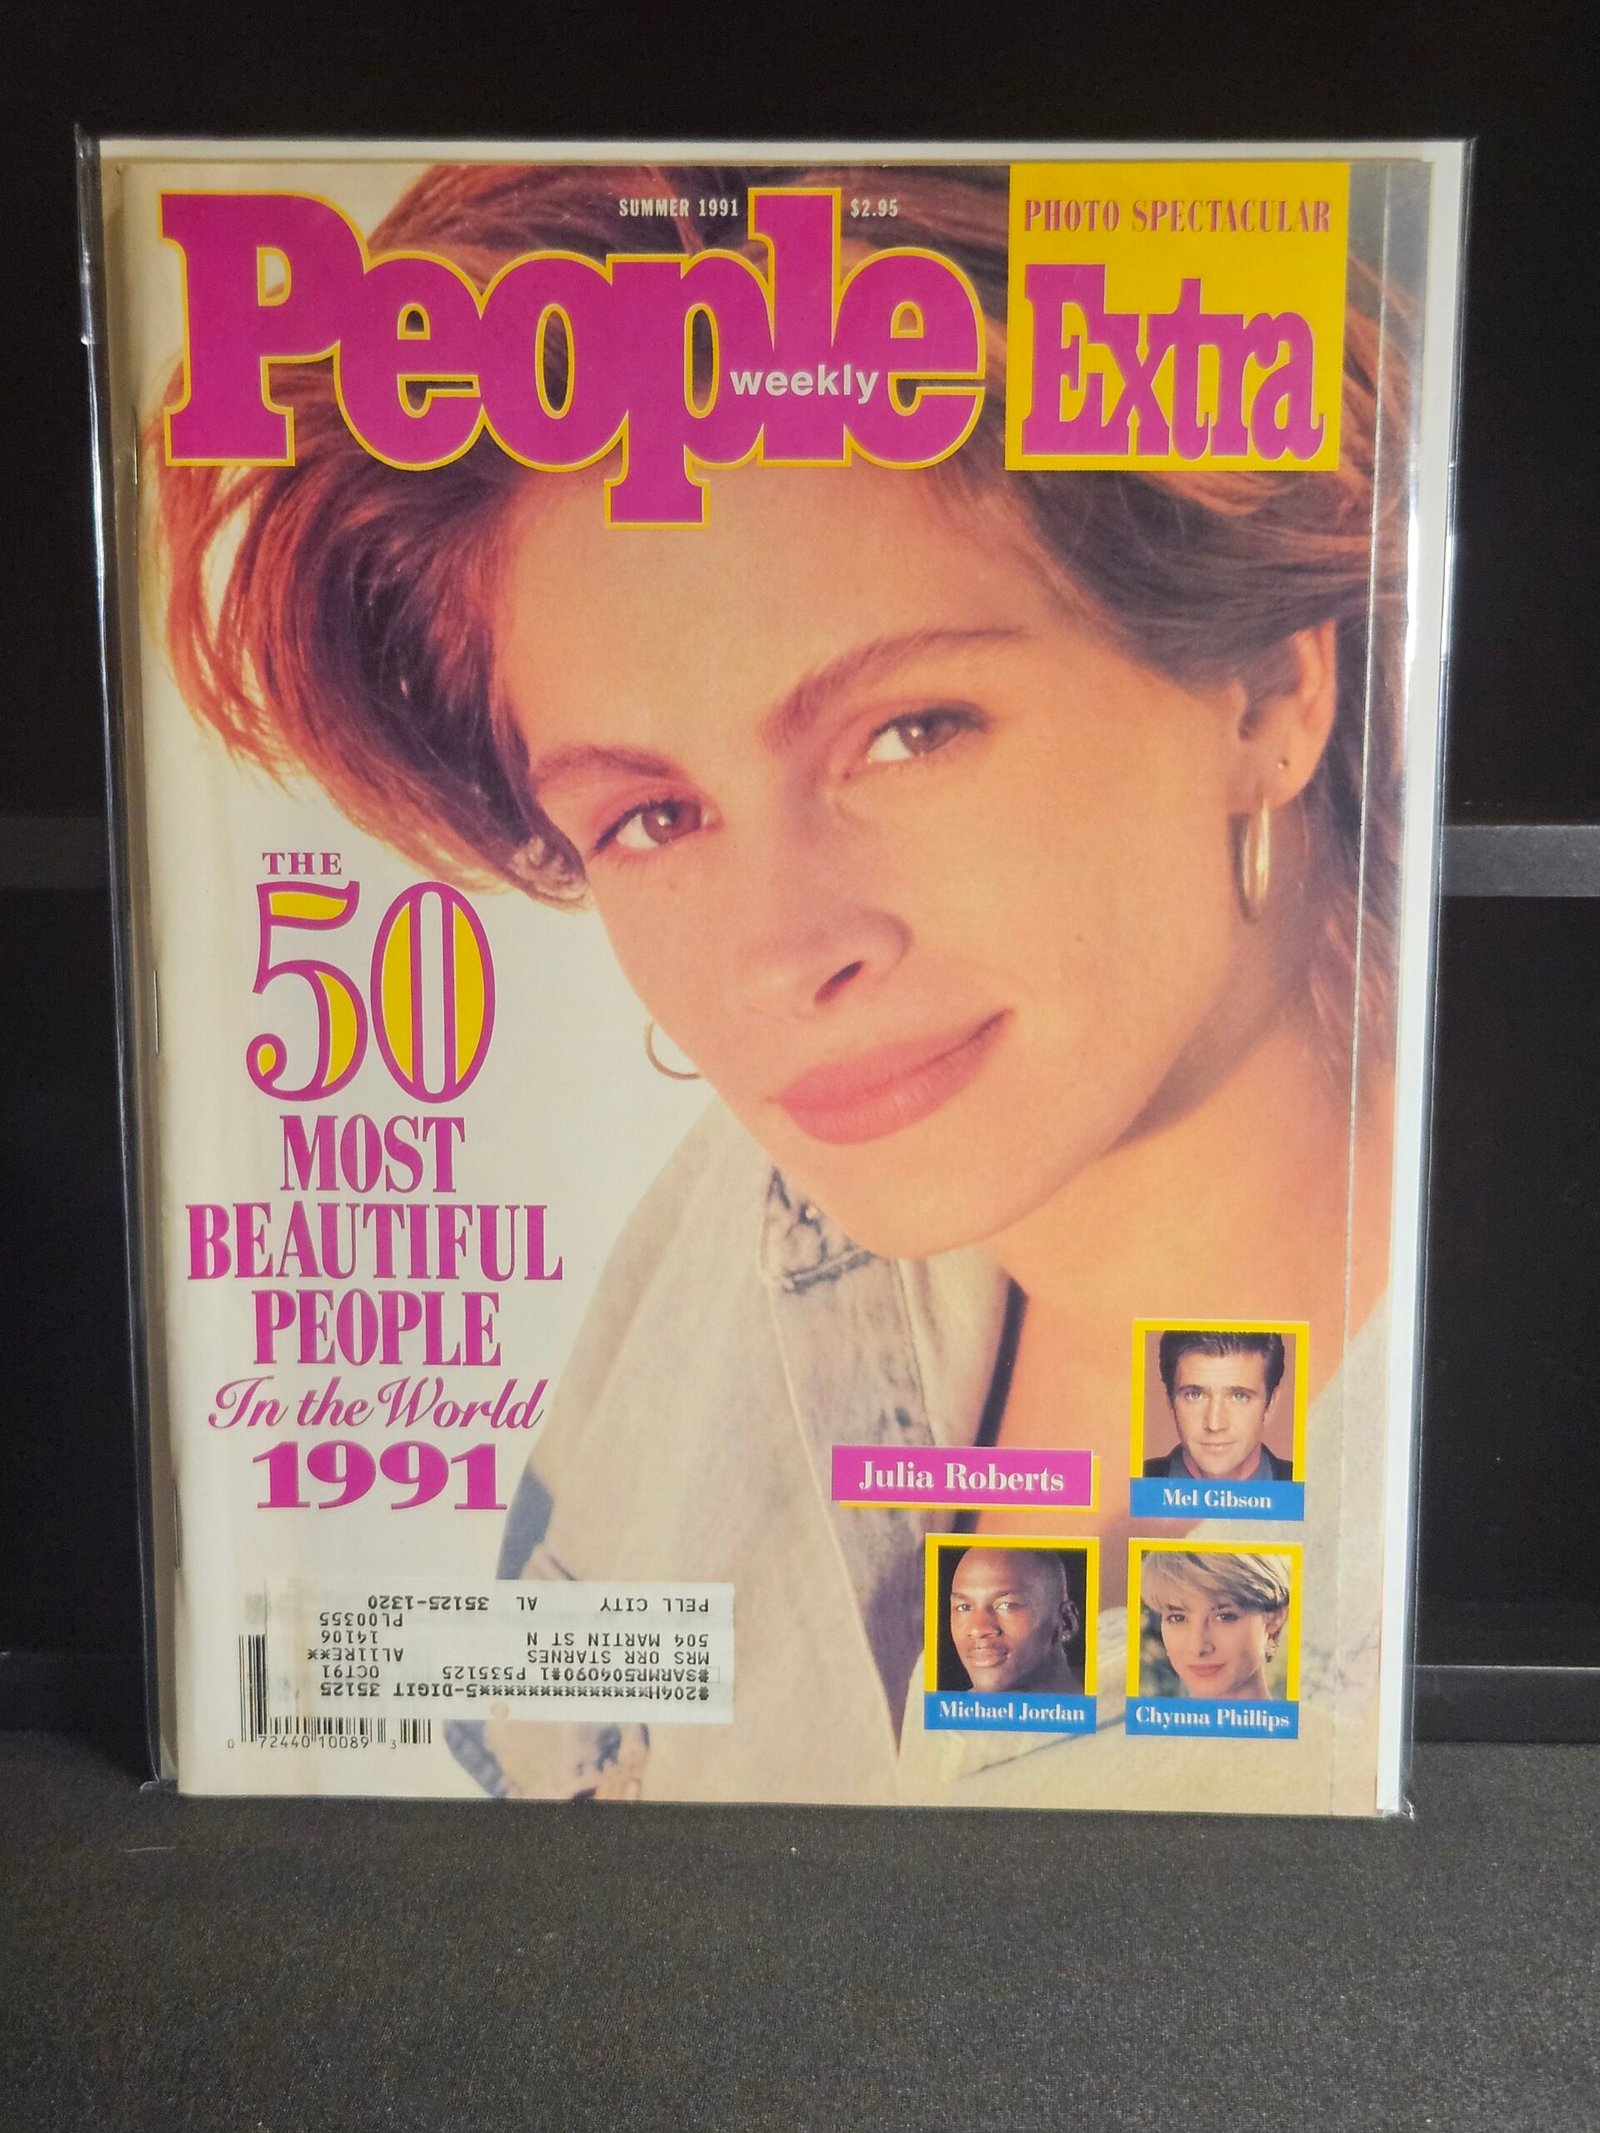 SUMMER 1991 $2.95
People
weekly
PHOTO SPECTACULAR
Extra
THE
50
MOST
BEAUTIFUL
PEOPLE
In the World
1991
Julia Roberts
Mel Gibson
Michael Jordan
Chynna Phillips
#204H**************5-DIGIT 35125
#SARMR504090#1 P535125 OCT91
MRS ORR STARNES AL11RE**
504 MARTIN ST N 14106
PL00355
PELL CITY AL 35125-1320
0 72440 10089 3